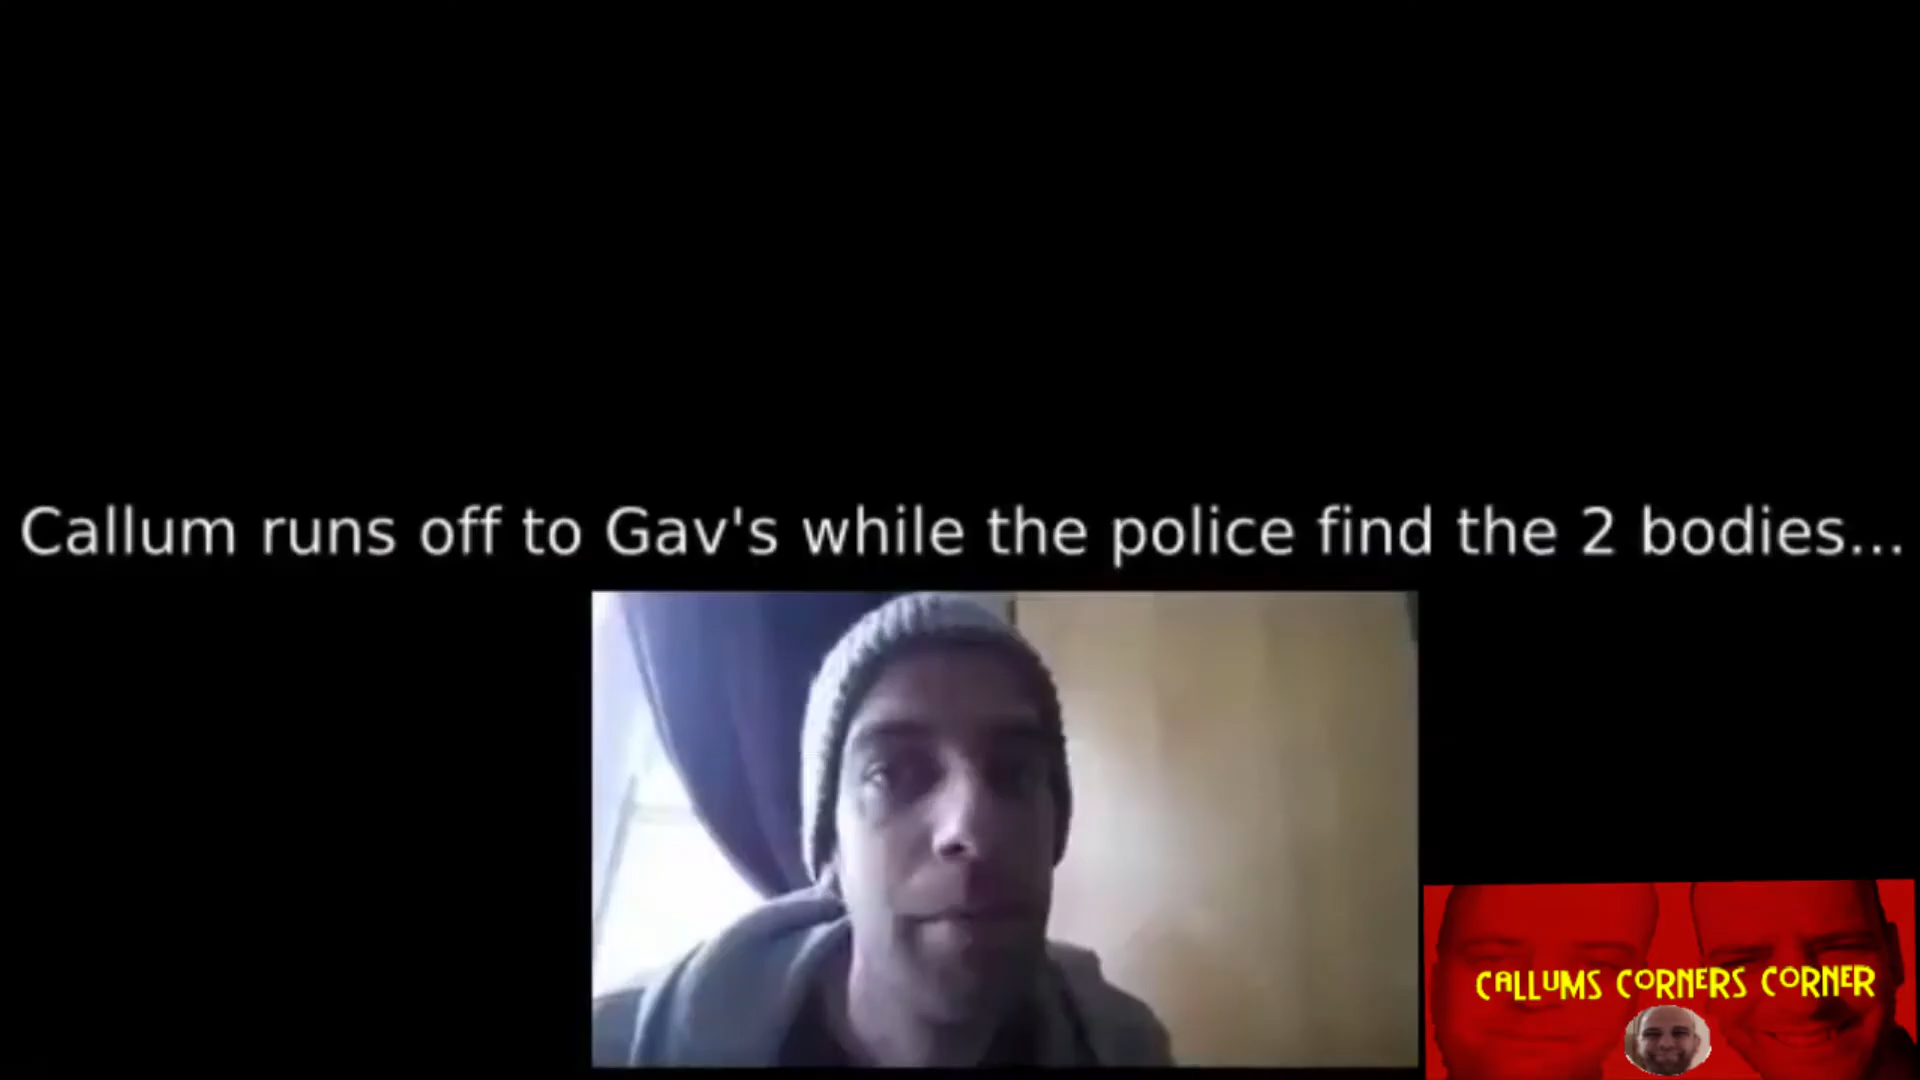 Callum runs off to Gav's while the police find the 2 bodies...
CALLUMS CORNERS CORNER